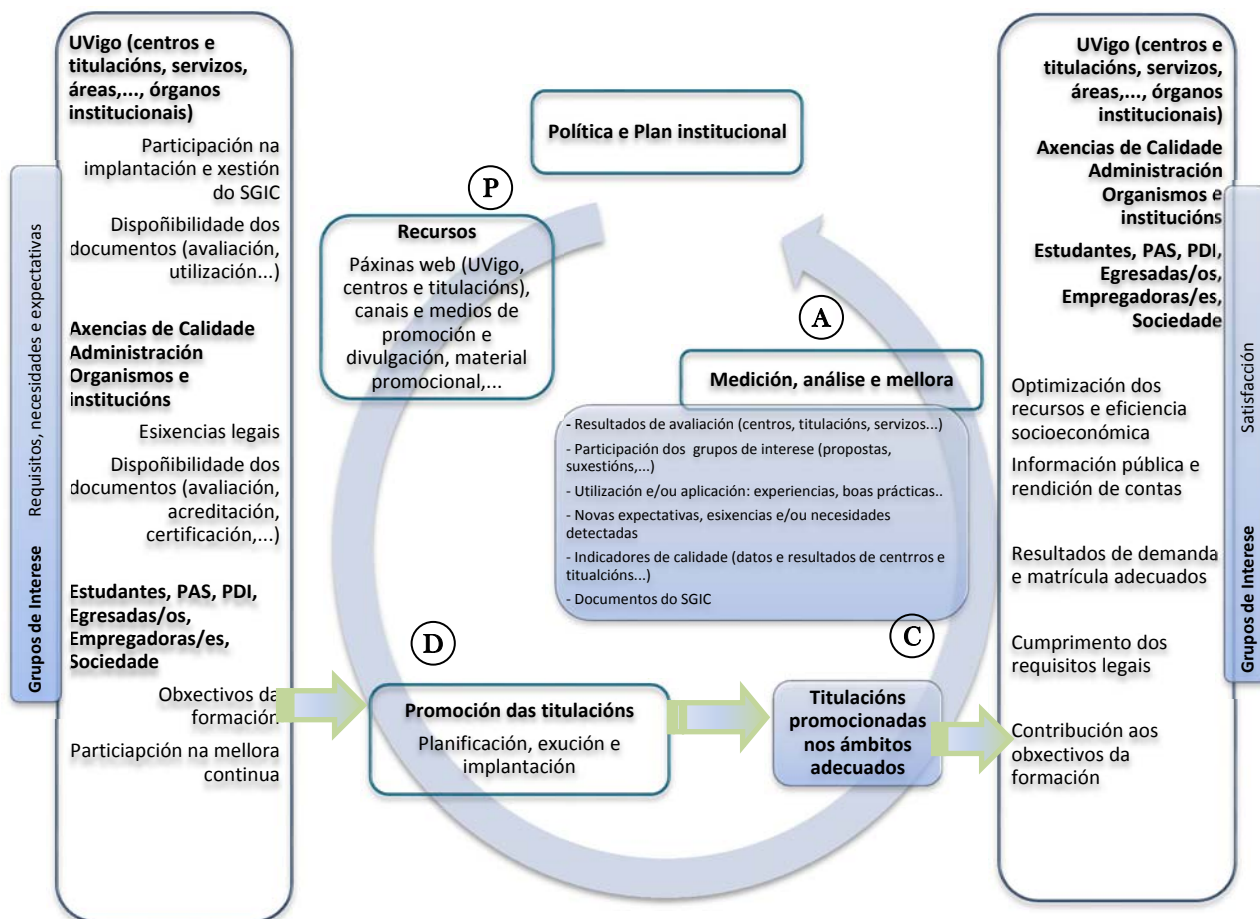 UVigo (centros e
titulacións, servizos,
áreas,..., órganos
institucionais)
Participación na
implantación e xestión
do SGIC
Dispoñibilidade dos
documentos (avaliación,
utilización...)
Axencias de Calidade
Administración
Organismos e
institucións
Esixencias legais
Dispoñibilidade dos
documentos (avaliación,
acreditación,
certificación,...)
Estudantes, PAS, PDI,
Egresadas/os,
Empregadoras/es,
Sociedade
Obxectivos da
formación
Particiapción na mellora
continua
Grupos de Interese Requisitos, necesidades e expectativas
Política e Plan institucional
P
Recursos
Páxinas web (UVigo,
centros e titulacións),
canais e medios de
promoción e
divulgación, material
promocional,...
A
Medición, análise e mellora
- Resultados de avaliación (centros, titulacións, servizos...)
- Participación dos grupos de interese (propostas,
suxestións,...)
- Utilización e/ou aplicación: experiencias, boas prácticas..
- Novas expectativas, esixencias e/ou necesidades
detectadas
- Indicadores de calidade (datos e resultados de centrros e
titualcións...)
- Documentos do SGIC
D
C
Promoción das titulacións
Planificación, exución e
implantación
Titulacións
promocionadas
nos ámbitos
adecuados
UVigo (centros e
titulacións, servizos,
áreas,..., órganos
institucionais)
Axencias de Calidade
Administración
Organismos e
institucións
Estudantes, PAS, PDI,
Egresadas/os,
Empregadoras/es,
Sociedade
Optimización dos
recursos e eficiencia
socioeconómica
Información pública e
rendición de contas
Resultados de demanda
e matrícula adecuados
Cumprimento dos
requisitos legais
Contribución aos
obxectivos da
formación
Grupos de Interese Satisfacción